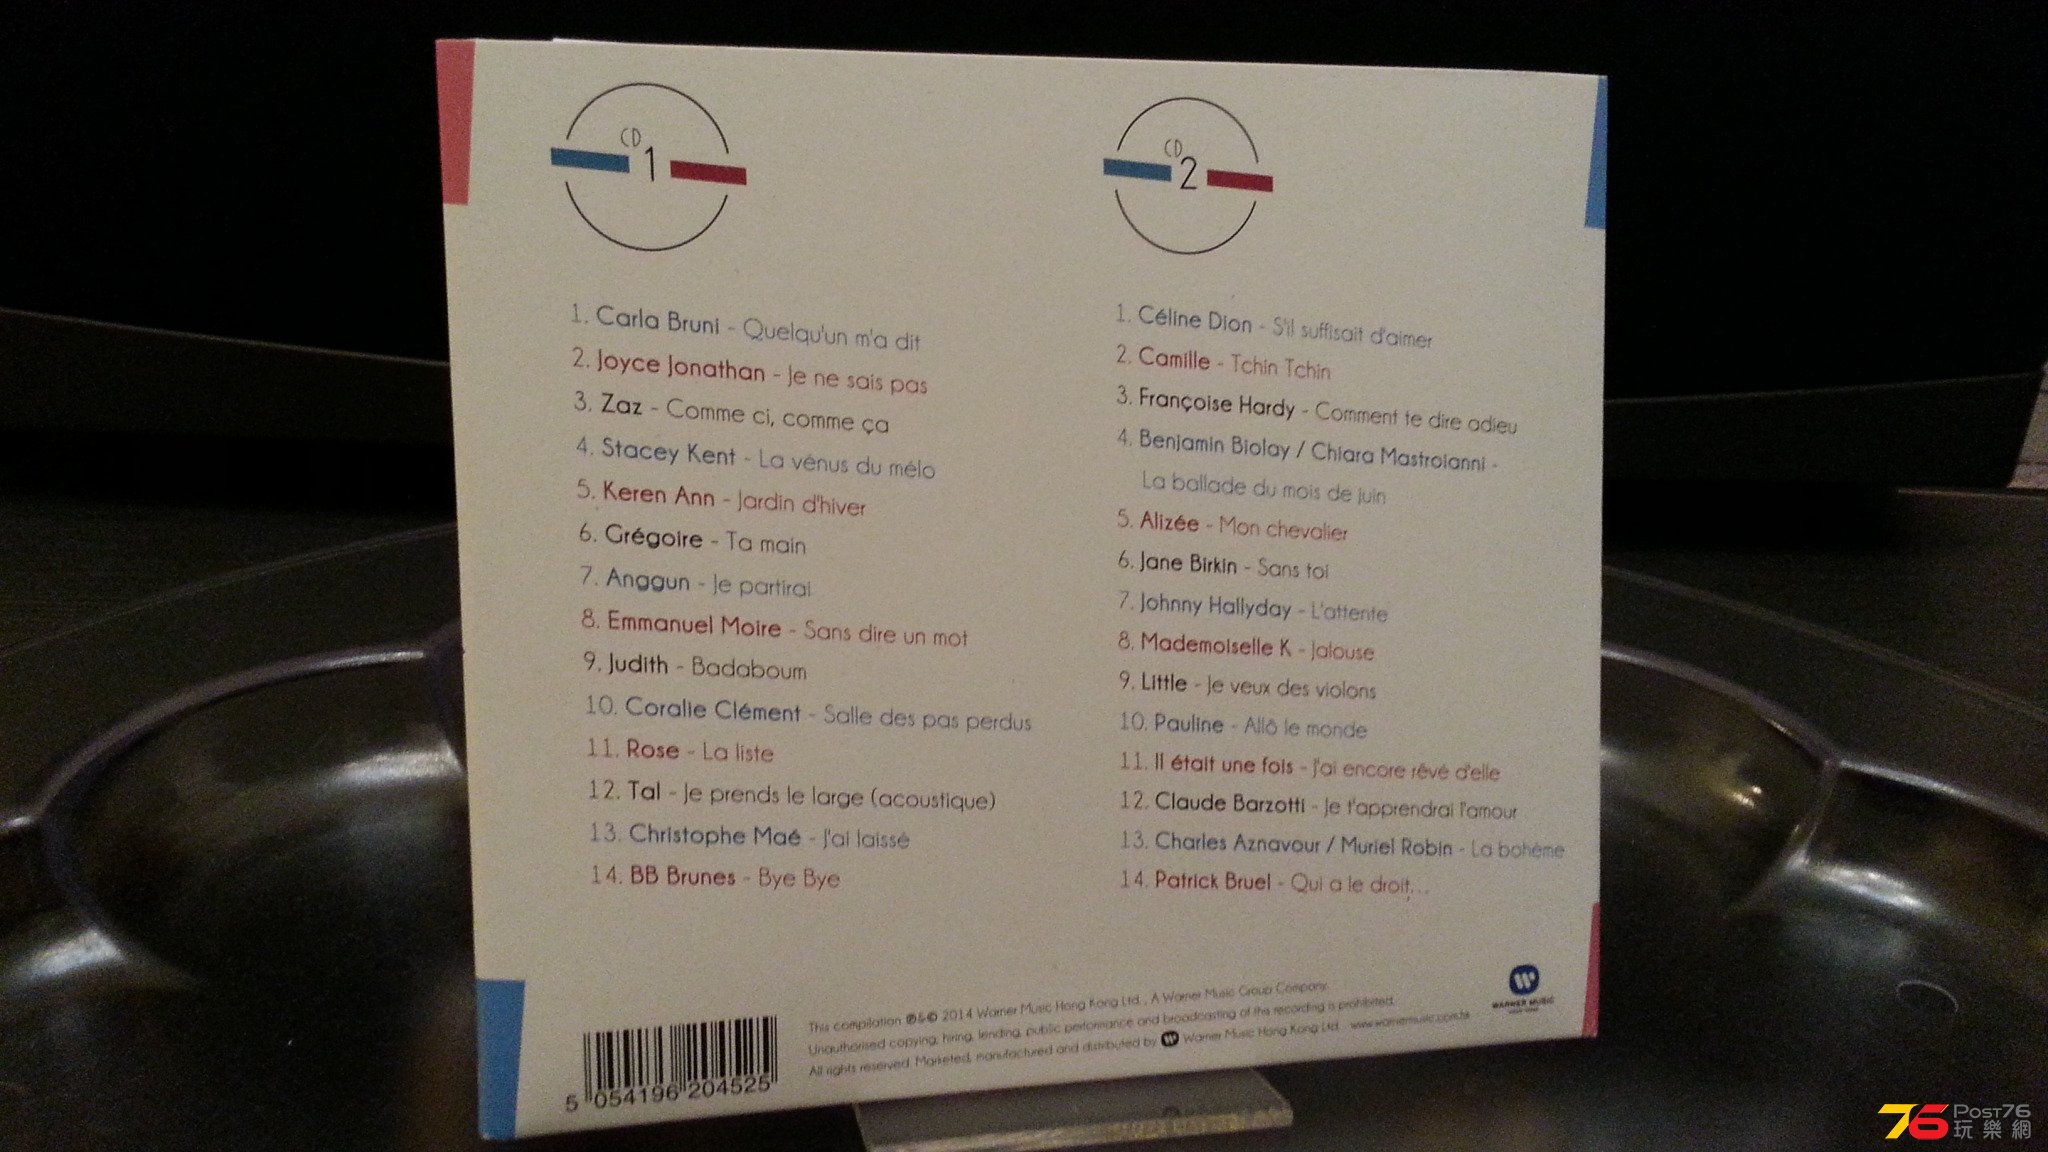 CD 1
1. Carla Bruni - Quelqu'un m'a dit
2. Joyce Jonathan - Je ne sais pas
3. Zaz - Comme ci, comme ça
4. Stacey Kent - La vénus du mélo
5. Keren Ann - Jardin d'hiver
6. Grégoire - Ta main
7. Anggun - Je partirai
8. Emmanuel Moire - Sans dire un mot
9. Judith - Badaboum
10. Coralie Clément - Salle des pas perdus
11. Rose - La liste
12. Tal - Je prends le large (acoustique)
13. Christophe Maé - J'ai laissé
14. BB Brunes - Bye Bye
CD 2
1. Céline Dion - S'il suffisait d'aimer
2. Camille - Tchin Tchin
3. Françoise Hardy - Comment te dire adieu
4. Benjamin Biolay / Chiara Mastroianni -
La ballade du mois de juin
5. Alizée - Mon chevalier
6. Jane Birkin - Sans toi
7. Johnny Hallyday - L'attente
8. Mademoiselle K - Jalouse
9. Little - Je veux des violons
10. Pauline - Allô le monde
11. Il était une fois - J'ai encore rêvé d'elle
12. Claude Barzotti - Je t'apprendrai l'amour
13. Charles Aznavour / Muriel Robin - La bohème
14. Patrick Bruel - Qui a le droit...
5 054196 204525
This compilation ℗&© 2014 Warner Music Hong Kong Ltd., A Warner Music Group Company.
Unauthorised copying, hiring, lending, public performance and broadcasting of this recording is prohibited.
All rights reserved. Marketed, manufactured and distributed by Warner Music Hong Kong Ltd. www.warnermusic.com.hk
WARNER MUSIC
76 Post76
玩樂網